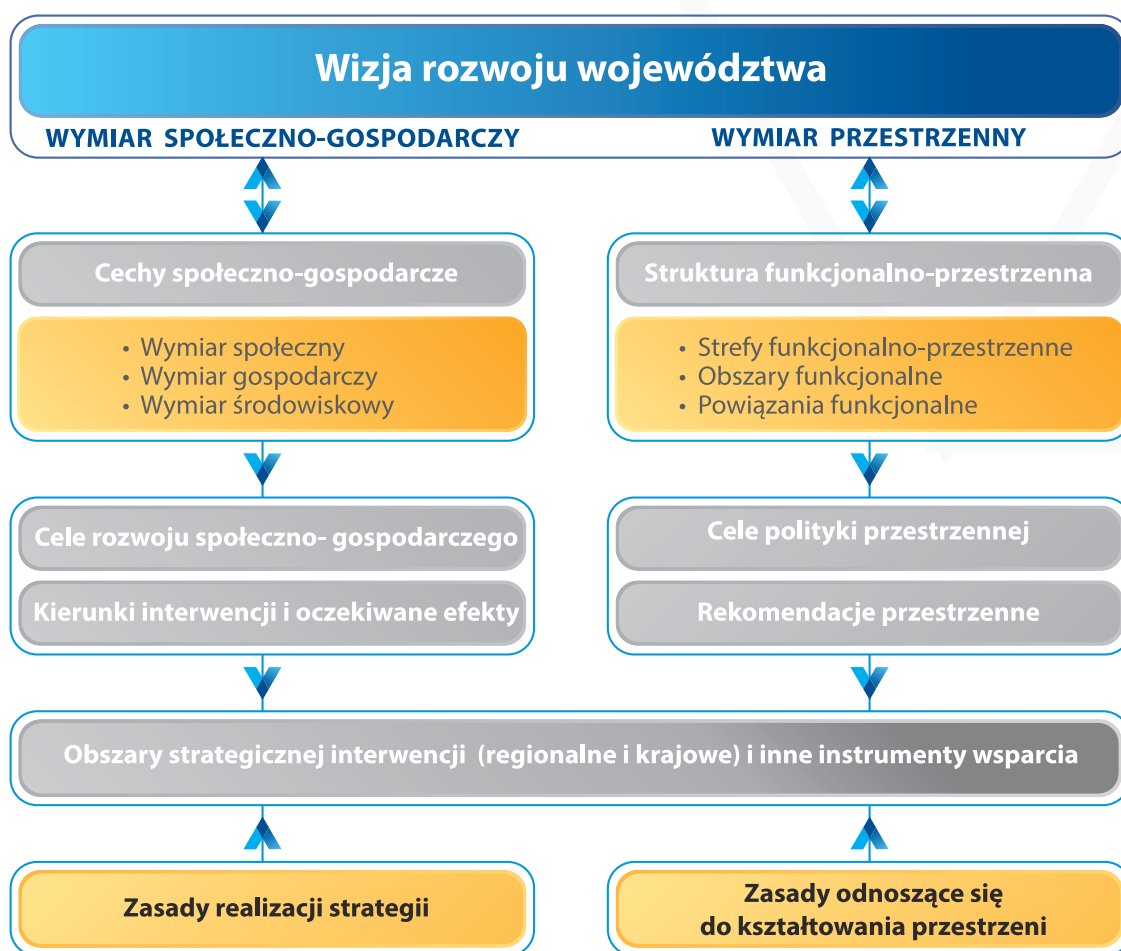 Wizja rozwoju województwa
WYMIAR SPOŁECZNO-GOSPODARCZY
WYMIAR PRZESTRZENNY
Cechy społeczno-gospodarcze
• Wymiar społeczny
• Wymiar gospodarczy
• Wymiar środowiskowy
Struktura funkcjonalno-przestrzenna
• Strefy funkcjonalno-przestrzenne
• Obszary funkcjonalne
• Powiązania funkcjonalne
Cele rozwoju społeczno- gospodarczego
Kierunki interwencji i oczekiwane efekty
Cele polityki przestrzennej
Rekomendacje przestrzenne
Obszary strategicznej interwencji (regionalne i krajowe) i inne instrumenty wsparcia
Zasady realizacji strategii
Zasady odnoszące się
do kształtowania przestrzeni